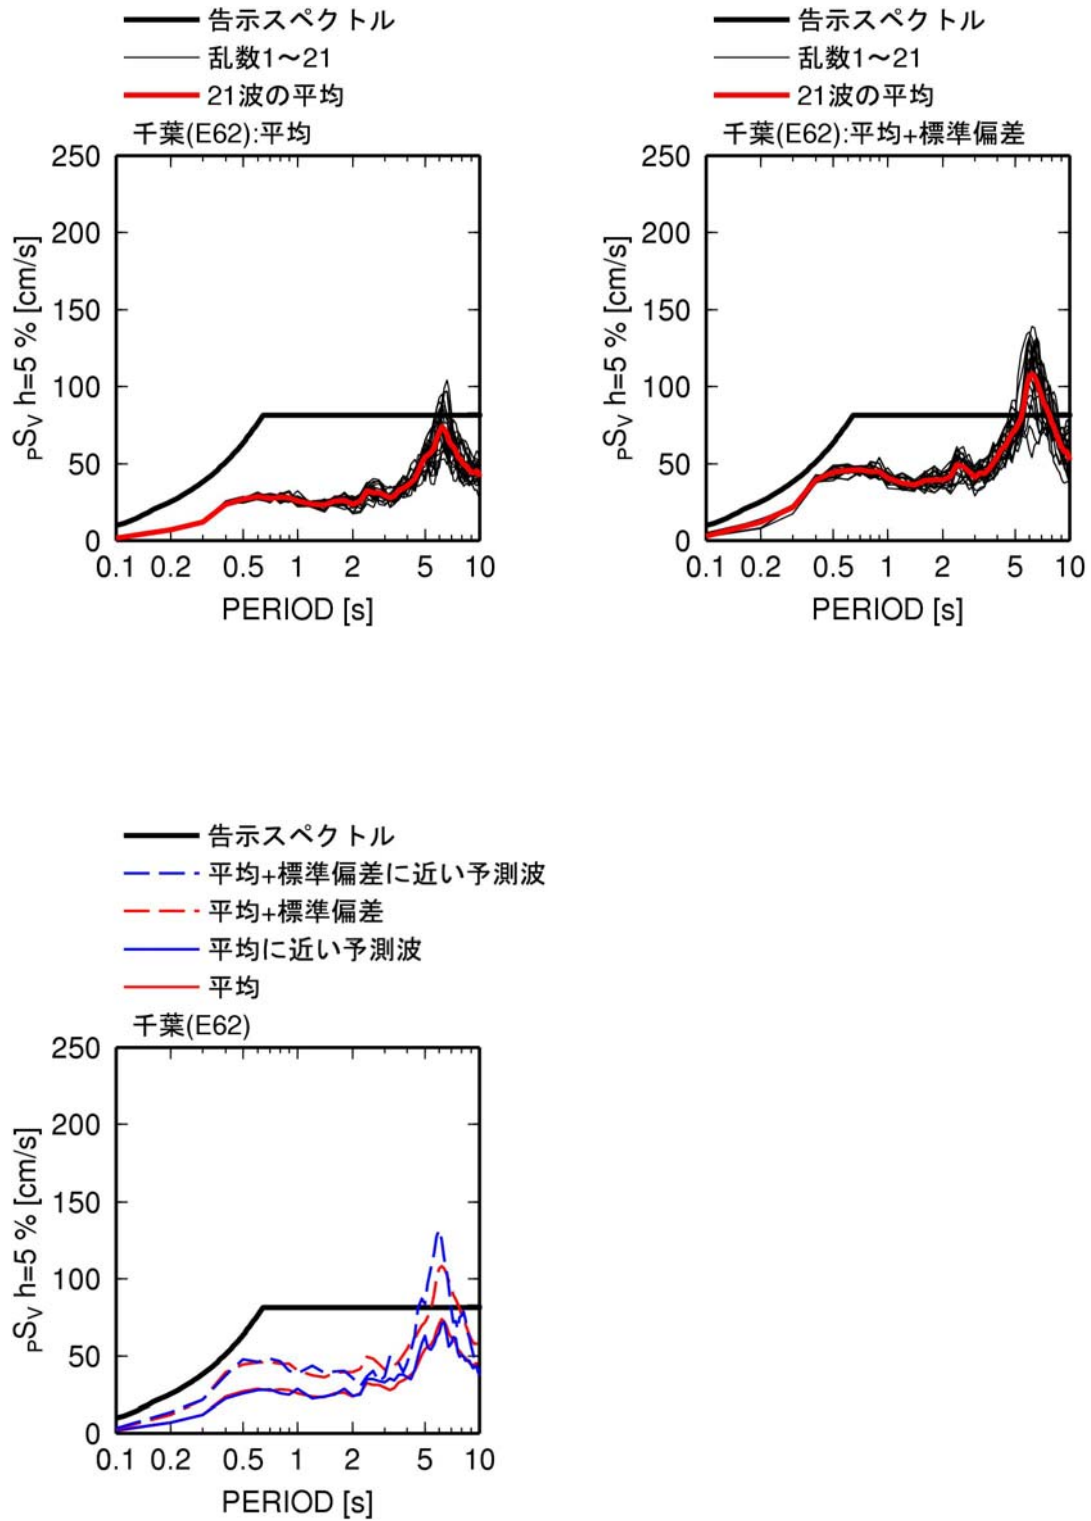 告示スペクトル
乱数1〜21
21波の平均
千葉(E62):平均
250
200
150
100
50
0
pSV h=5 % [cm/s]
0.1 0.2 0.5 1 2 5 10
PERIOD [s]
告示スペクトル
乱数1〜21
21波の平均
千葉(E62):平均+標準偏差
250
200
150
100
50
0
pSV h=5 % [cm/s]
0.1 0.2 0.5 1 2 5 10
PERIOD [s]
告示スペクトル
平均+標準偏差に近い予測波
平均+標準偏差
平均に近い予測波
平均
千葉(E62)
250
200
150
100
50
0
pSV h=5 % [cm/s]
0.1 0.2 0.5 1 2 5 10
PERIOD [s]